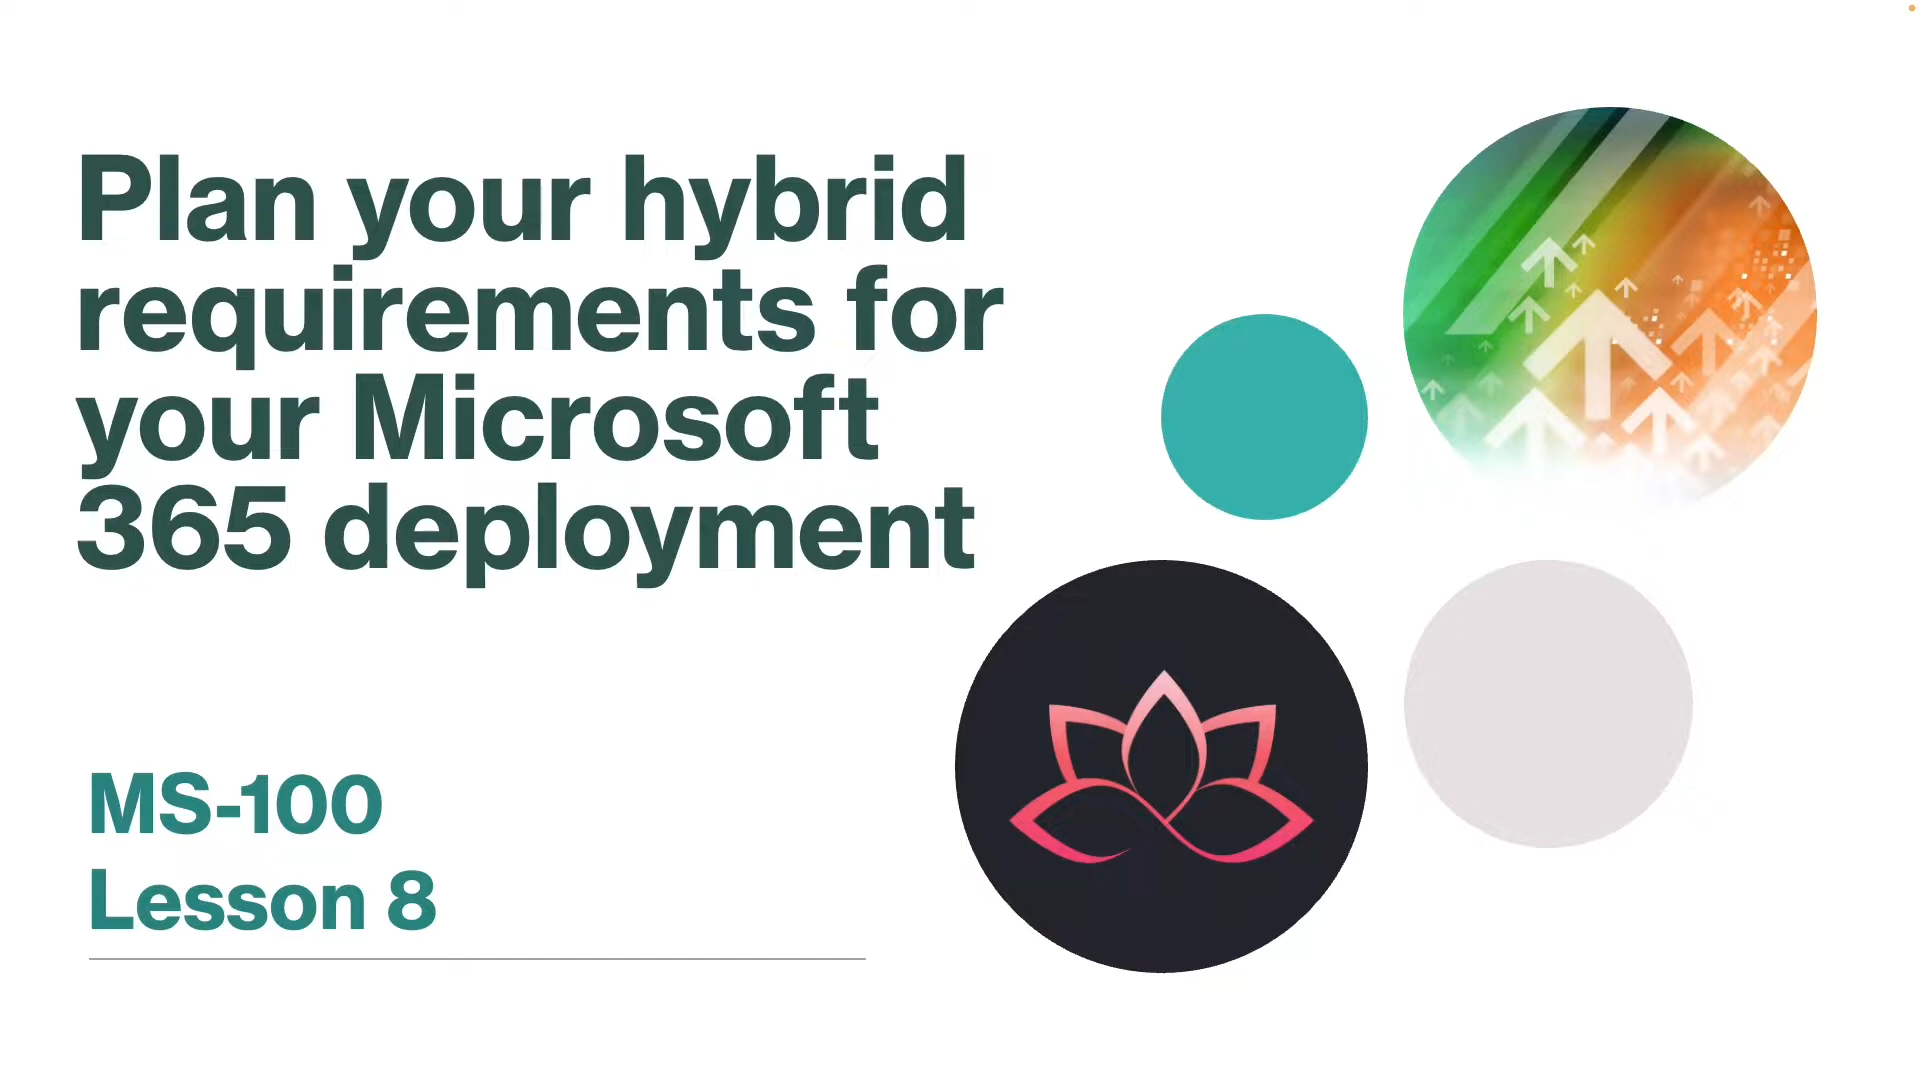 Plan your hybrid
requirements for
your Microsoft
365 deployment
MS-100
Lesson 8